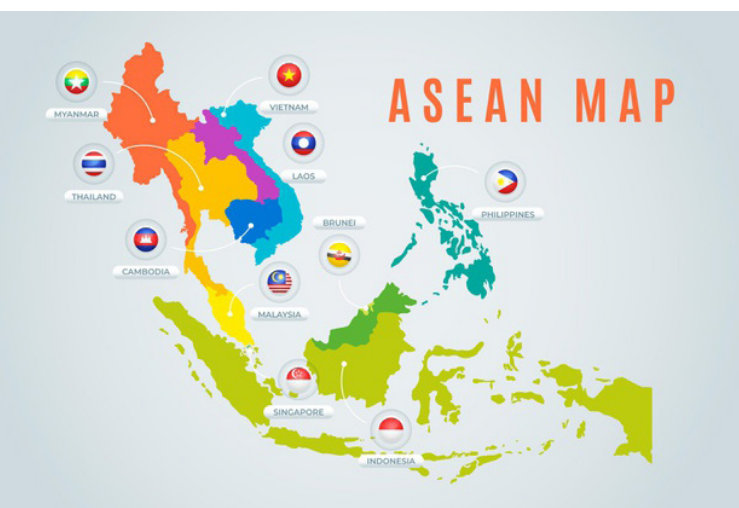 ASEAN MAP
MYANMAR
VIETNAM
LAOS
THAILAND
PHILIPPINES
BRUNEI
CAMBODIA
MALAYSIA
SINGAPORE
INDONESIA